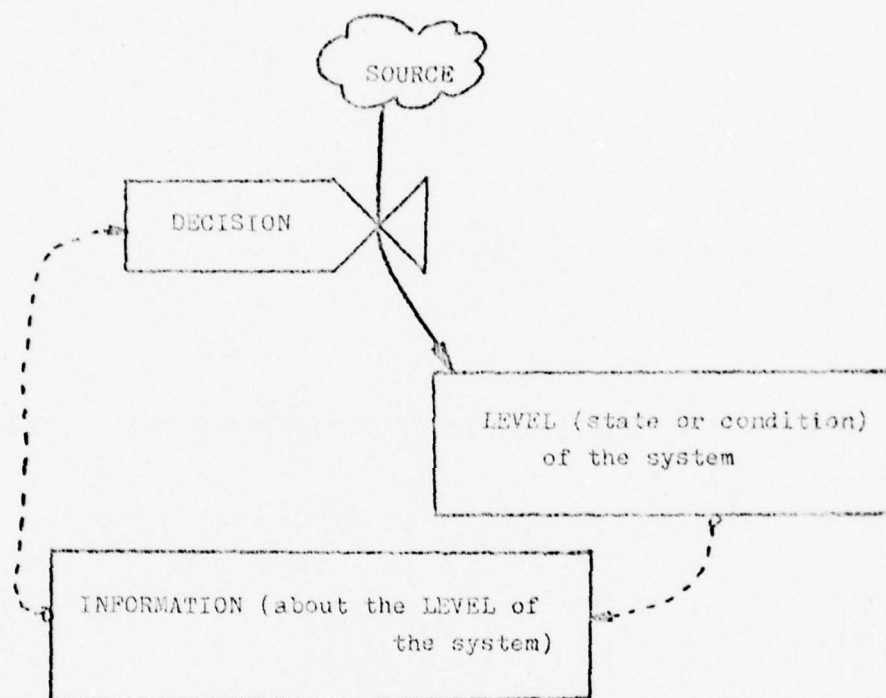 SOURCE
DECISION
LEVEL (state or condition)
of the system
INFORMATION (about the LEVEL of
the system)